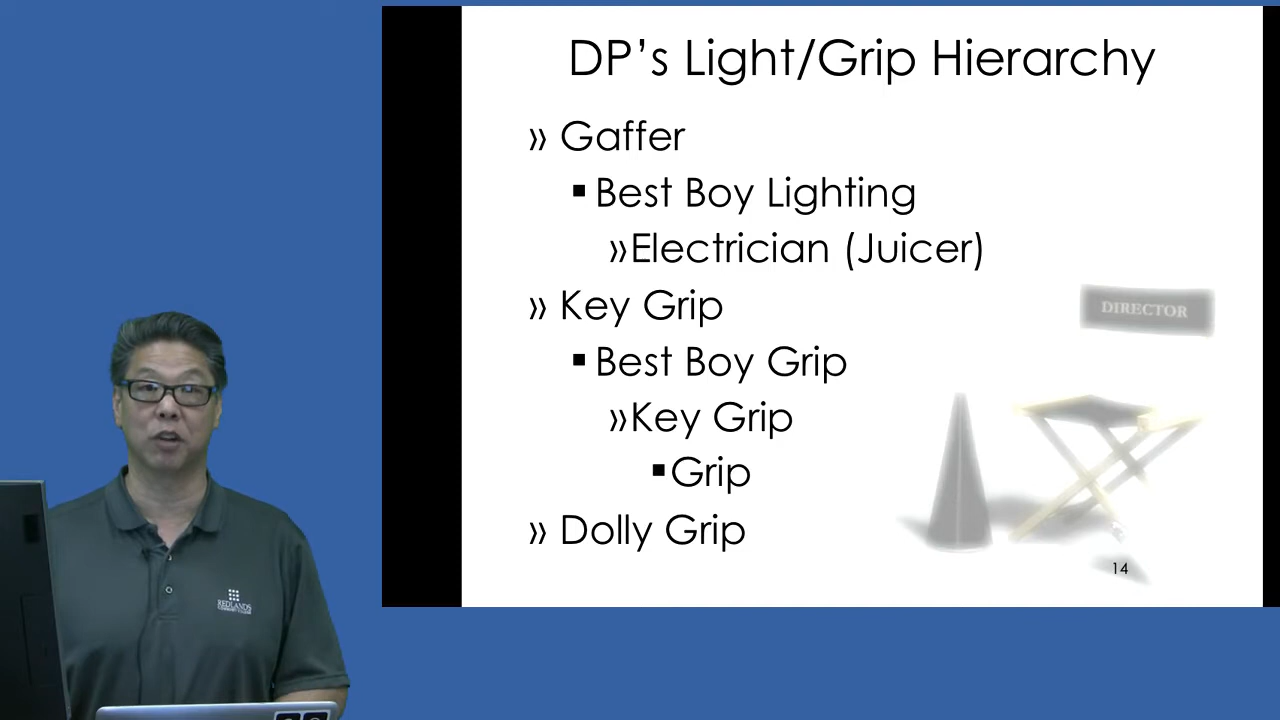 DP’s Light/Grip Hierarchy
» Gaffer
▪ Best Boy Lighting
»Electrician (Juicer)
» Key Grip
▪ Best Boy Grip
»Key Grip
▪ Grip
» Dolly Grip
DIRECTOR
14
REDLANDS